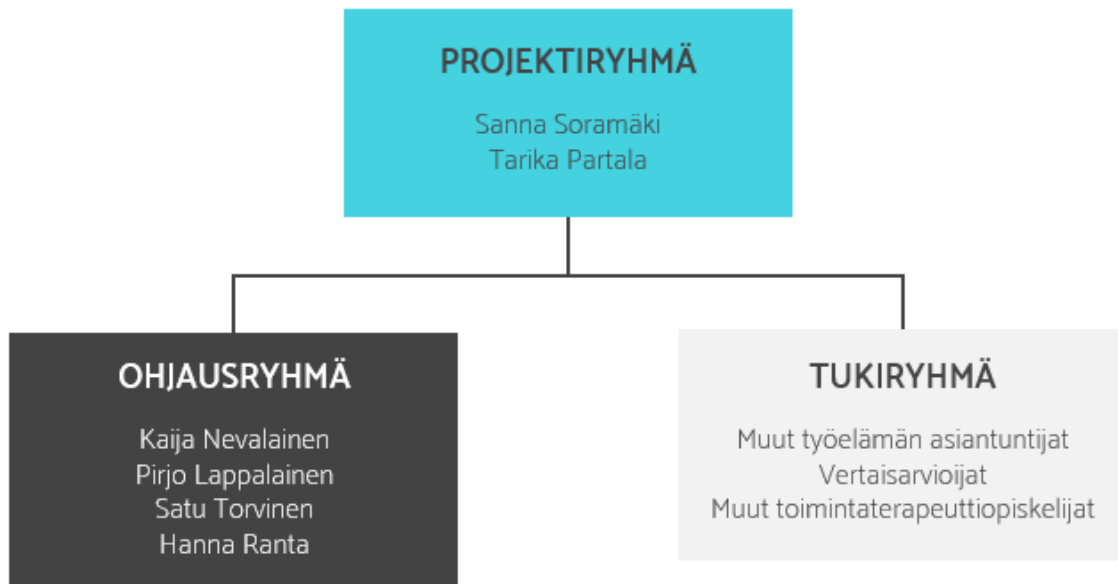 PROJEKTIRYHMÄ
Sanna Soramäki
Tarika Partala
OHJAUSRYHMÄ
Kaija Nevalainen
Pirjo Lappalainen
Satu Torvinen
Hanna Ranta
TUKIRYHMÄ
Muut työelämän asiantuntijat
Vertaisarvioijat
Muut toimintaterapeuttiopiskelijat